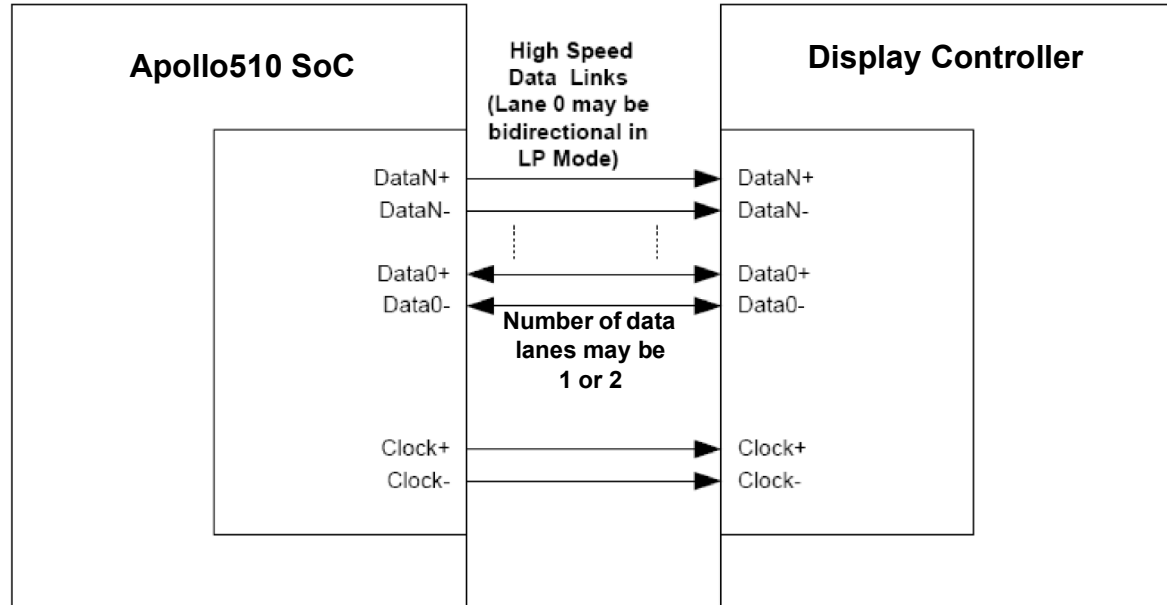 Apollo510 SoC
High Speed
Data Links
(Lane 0 may be
bidirectional in
LP Mode)
Display Controller
DataN+
DataN+
DataN-
DataN-
Data0+
Data0+
Data0-
Data0-
Number of data
lanes may be
1 or 2
Clock+
Clock+
Clock-
Clock-